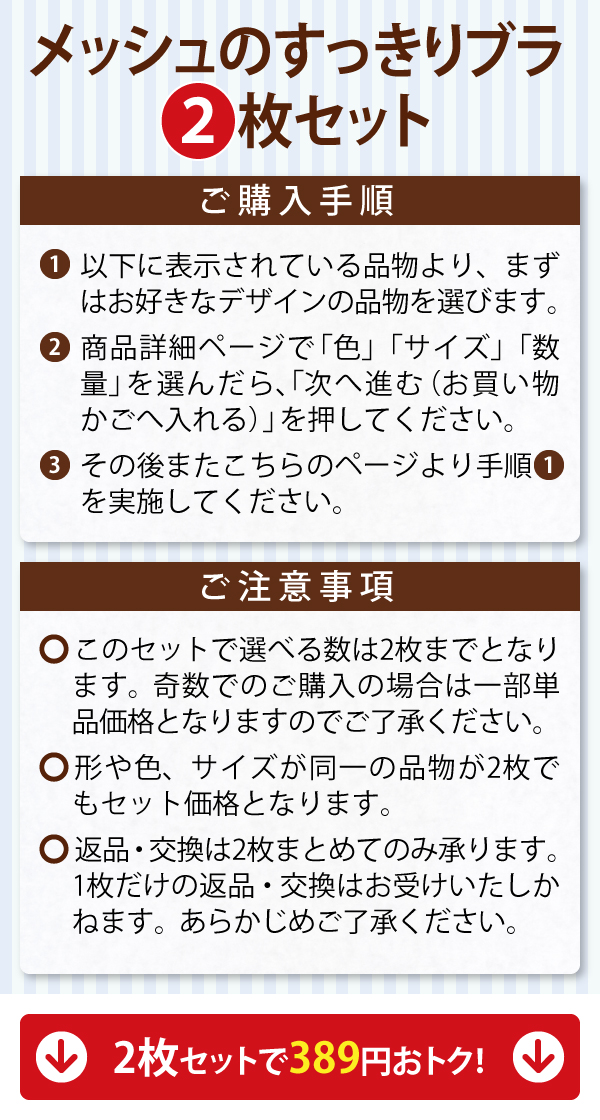 メッシュのすっきりブラ
2枚セット
ご購入手順
1 以下に表示されている品物より、まず
はお好きなデザインの品物を選びます。
2 商品詳細ページで「色」「サイズ」「数
量」を選んだら、「次へ進む(お買い物
かごへ入れる)」を押してください。
3 その後またこちらのページより手順1
を実施してください。
ご注意事項
○このセットで選べる数は2枚までとなり
ます。奇数でのご購入の場合は一部単
品価格となりますのでご了承ください。
○形や色、サイズが同一の品物が2枚で
もセット価格となります。
○返品・交換は2枚まとめてのみ承ります。
1枚だけの返品・交換はお受けいたしか
ねます。あらかじめご了承ください。
2枚セットで389円おトク!